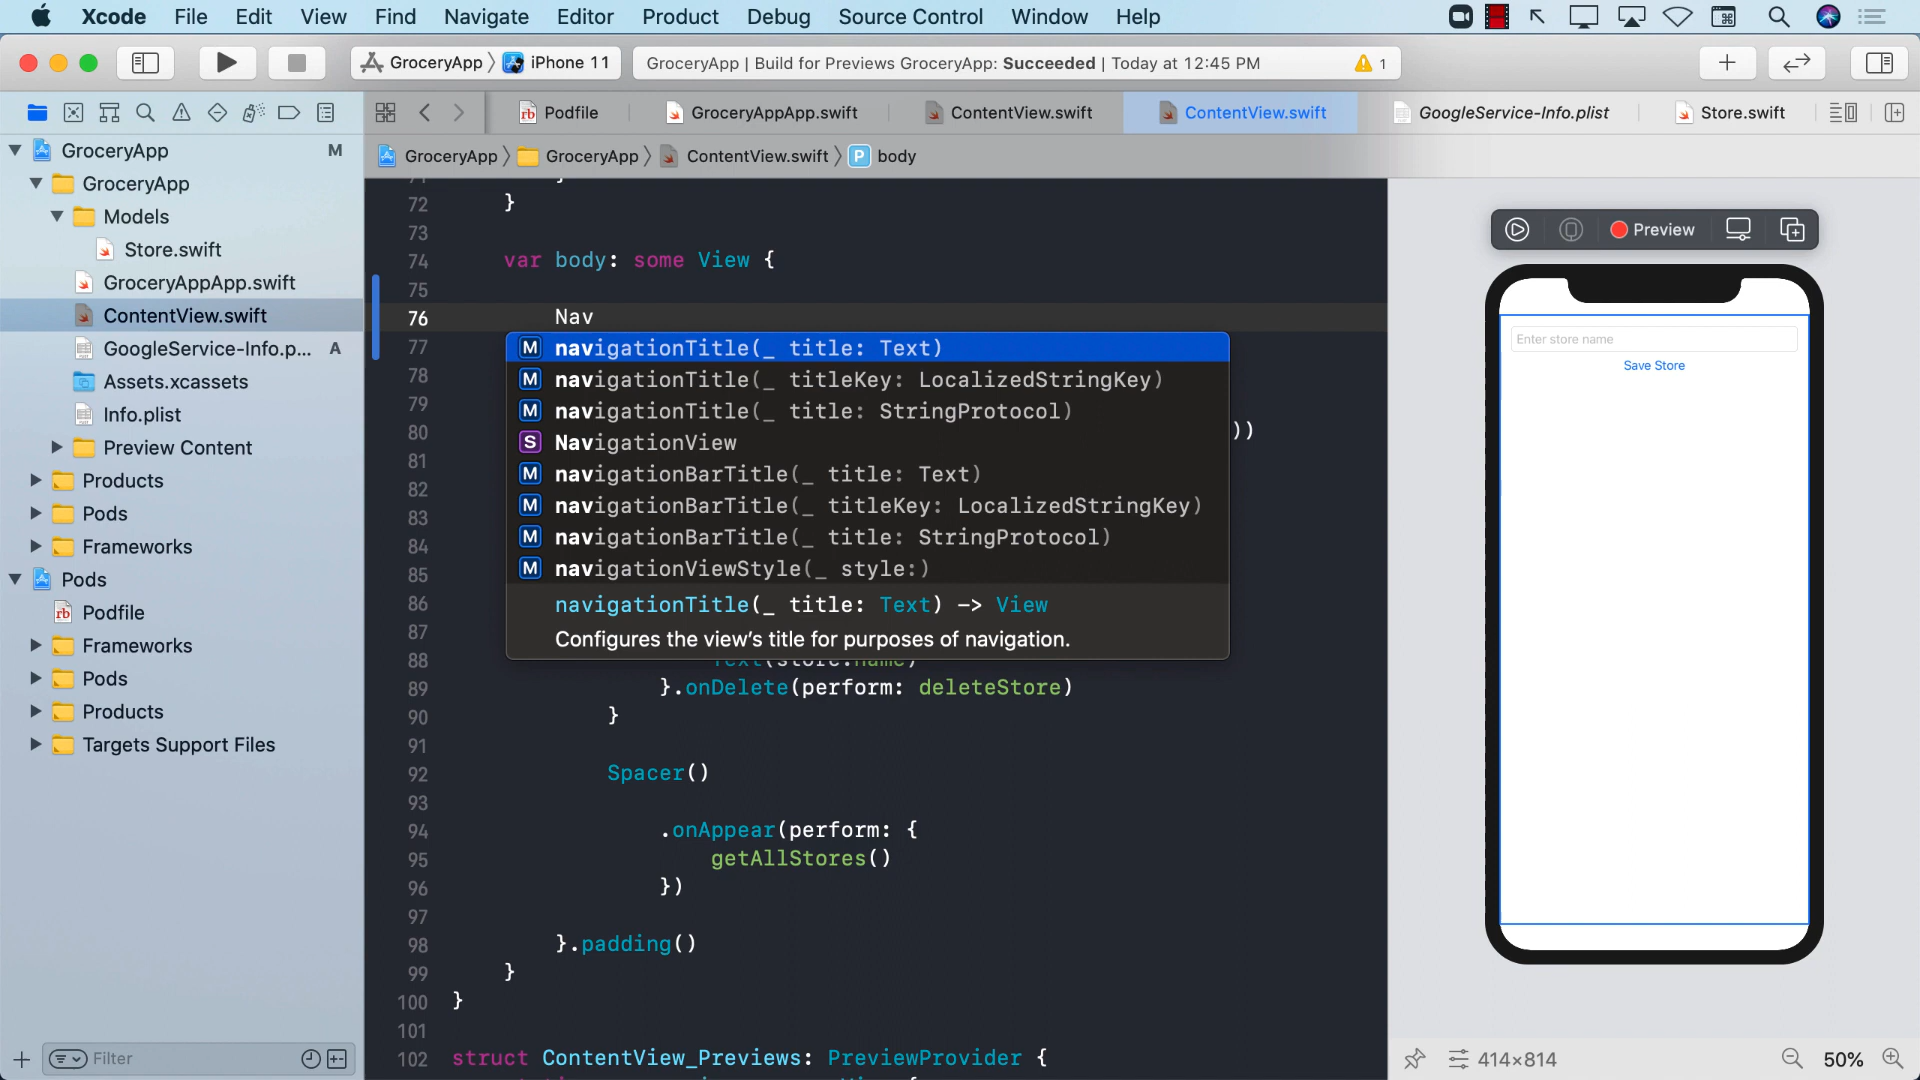 Xcode File Edit View Find Navigate Editor Product Debug Source Control Window Help
GroceryApp iPhone 11 GroceryApp | Build for Previews GroceryApp: Succeeded | Today at 12:45 PM 1
Podfile GroceryAppApp.swift ContentView.swift ContentView.swift GoogleService-Info.plist Store.swift
GroceryApp GroceryApp ContentView.swift P body
GroceryApp M
GroceryApp
Models
Store.swift
GroceryAppApp.swift
ContentView.swift
GoogleService-Info.p... A
Assets.xcassets
Info.plist
Preview Content
Products
Pods
Frameworks
Pods
rb Podfile
Frameworks
Pods
Products
Targets Support Files
Filter
72 }
73
74 var body: some View {
75
76 Nav
77 M navigationTitle(_ title: Text)
78 M navigationTitle(_ titleKey: LocalizedStringKey)
79 M navigationTitle(_ title: StringProtocol)
80 S NavigationView ))
81 M navigationBarTitle(_ title: Text)
82 M navigationBarTitle(_ titleKey: LocalizedStringKey)
83
84 M navigationBarTitle(_ title: StringProtocol)
85 M navigationViewStyle(_ style:)
86 navigationTitle(_ title: Text) -> View
87 Configures the view's title for purposes of navigation.
88 Text(store.name)
89 }.onDelete(perform: deleteStore)
90 }
91
92 Spacer()
93
94 .onAppear(perform: {
95 getAllStores()
96 })
97
98 }.padding()
99 }
100 }
101
102 struct ContentView_Previews: PreviewProvider {
Preview
Enter store name
Save Store
414×814 50%